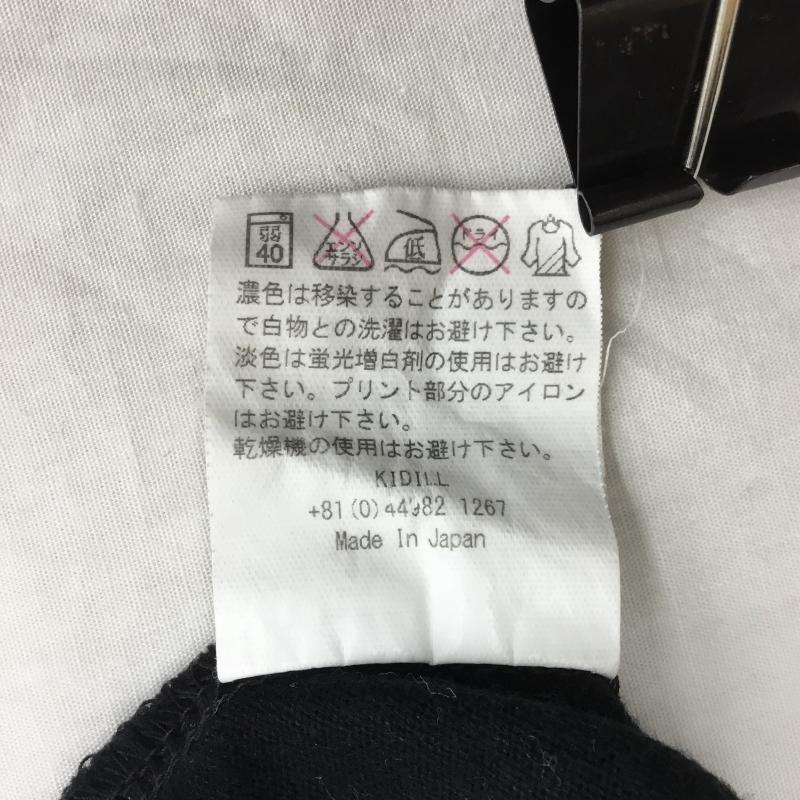 弱
40
エンソ
サラシ
低
ドライ
濃色は移染することがありますの
で白物との洗濯はお避け下さい。
淡色は蛍光増白剤の使用はお避け
下さい。プリント部分のアイロン
はお避け下さい。
乾燥機の使用はお避け下さい。
KIDILL
+81(0)44 982 1267
Made In Japan